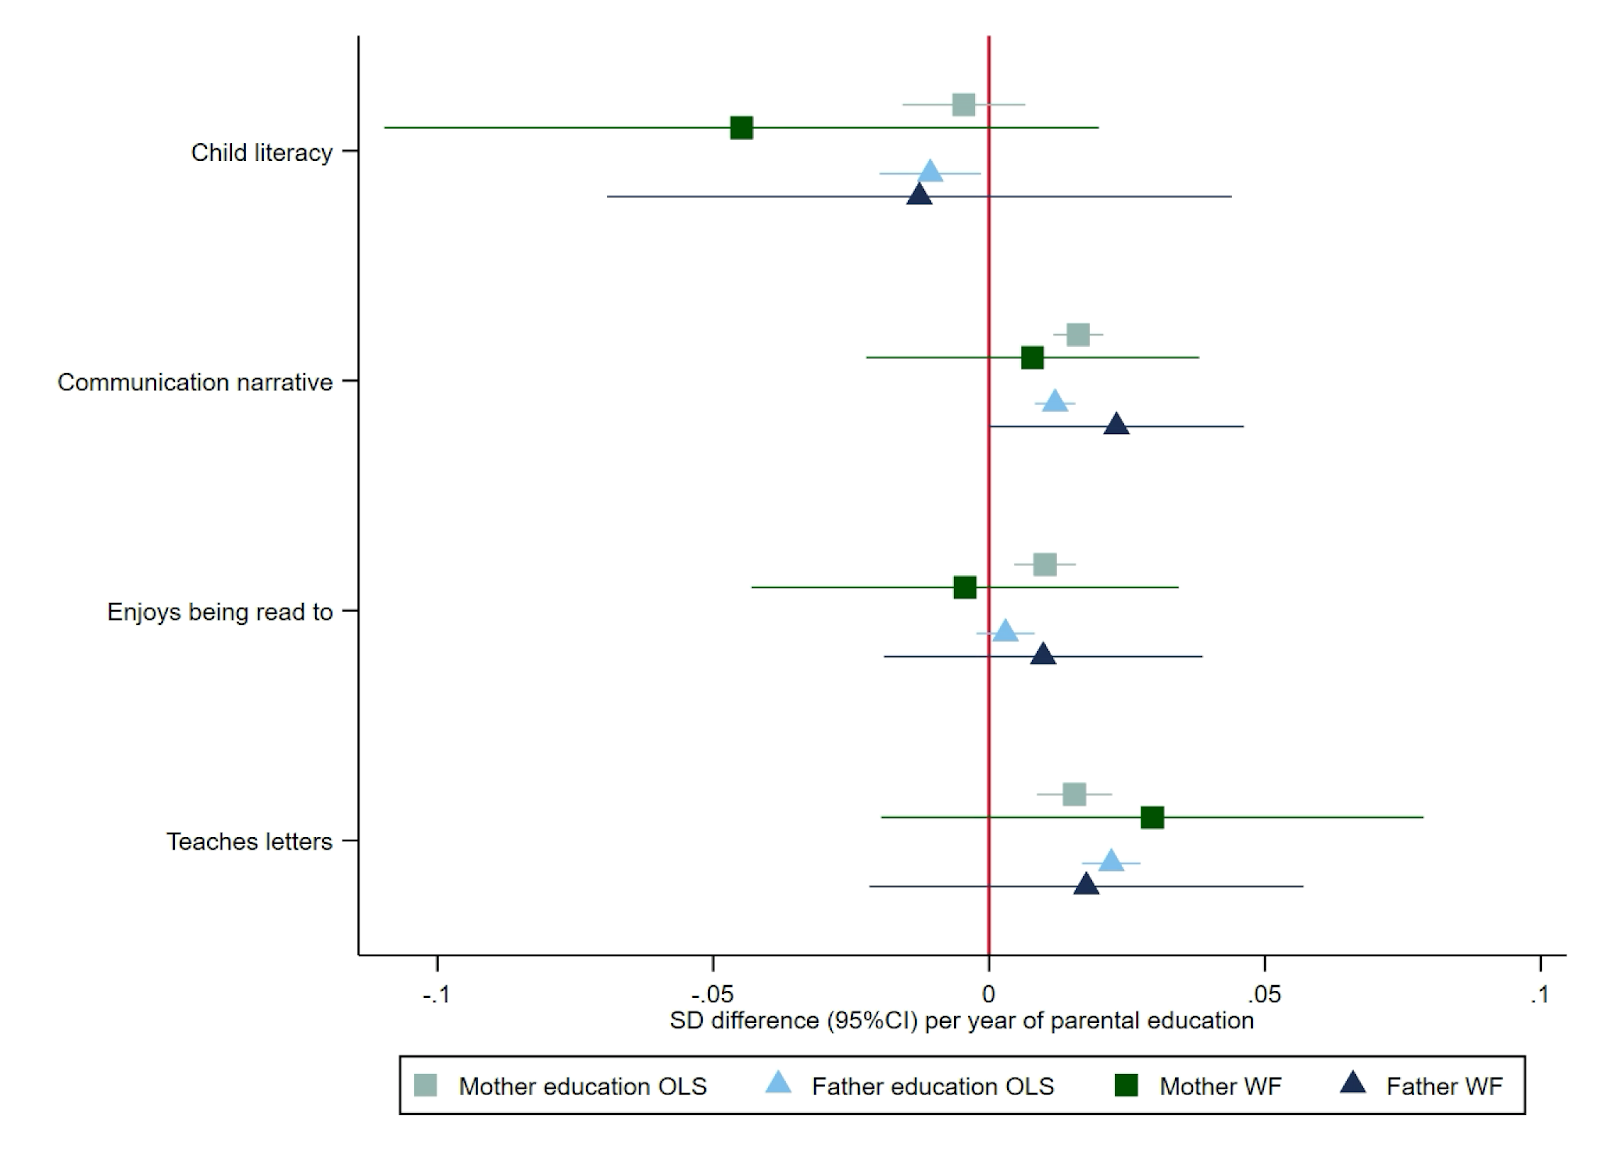 Child literacy
Communication narrative
Enjoys being read to
Teaches letters
-.1 -.05 0 .05 .1
SD difference (95%CI) per year of parental education
Mother education OLS Father education OLS Mother WF Father WF